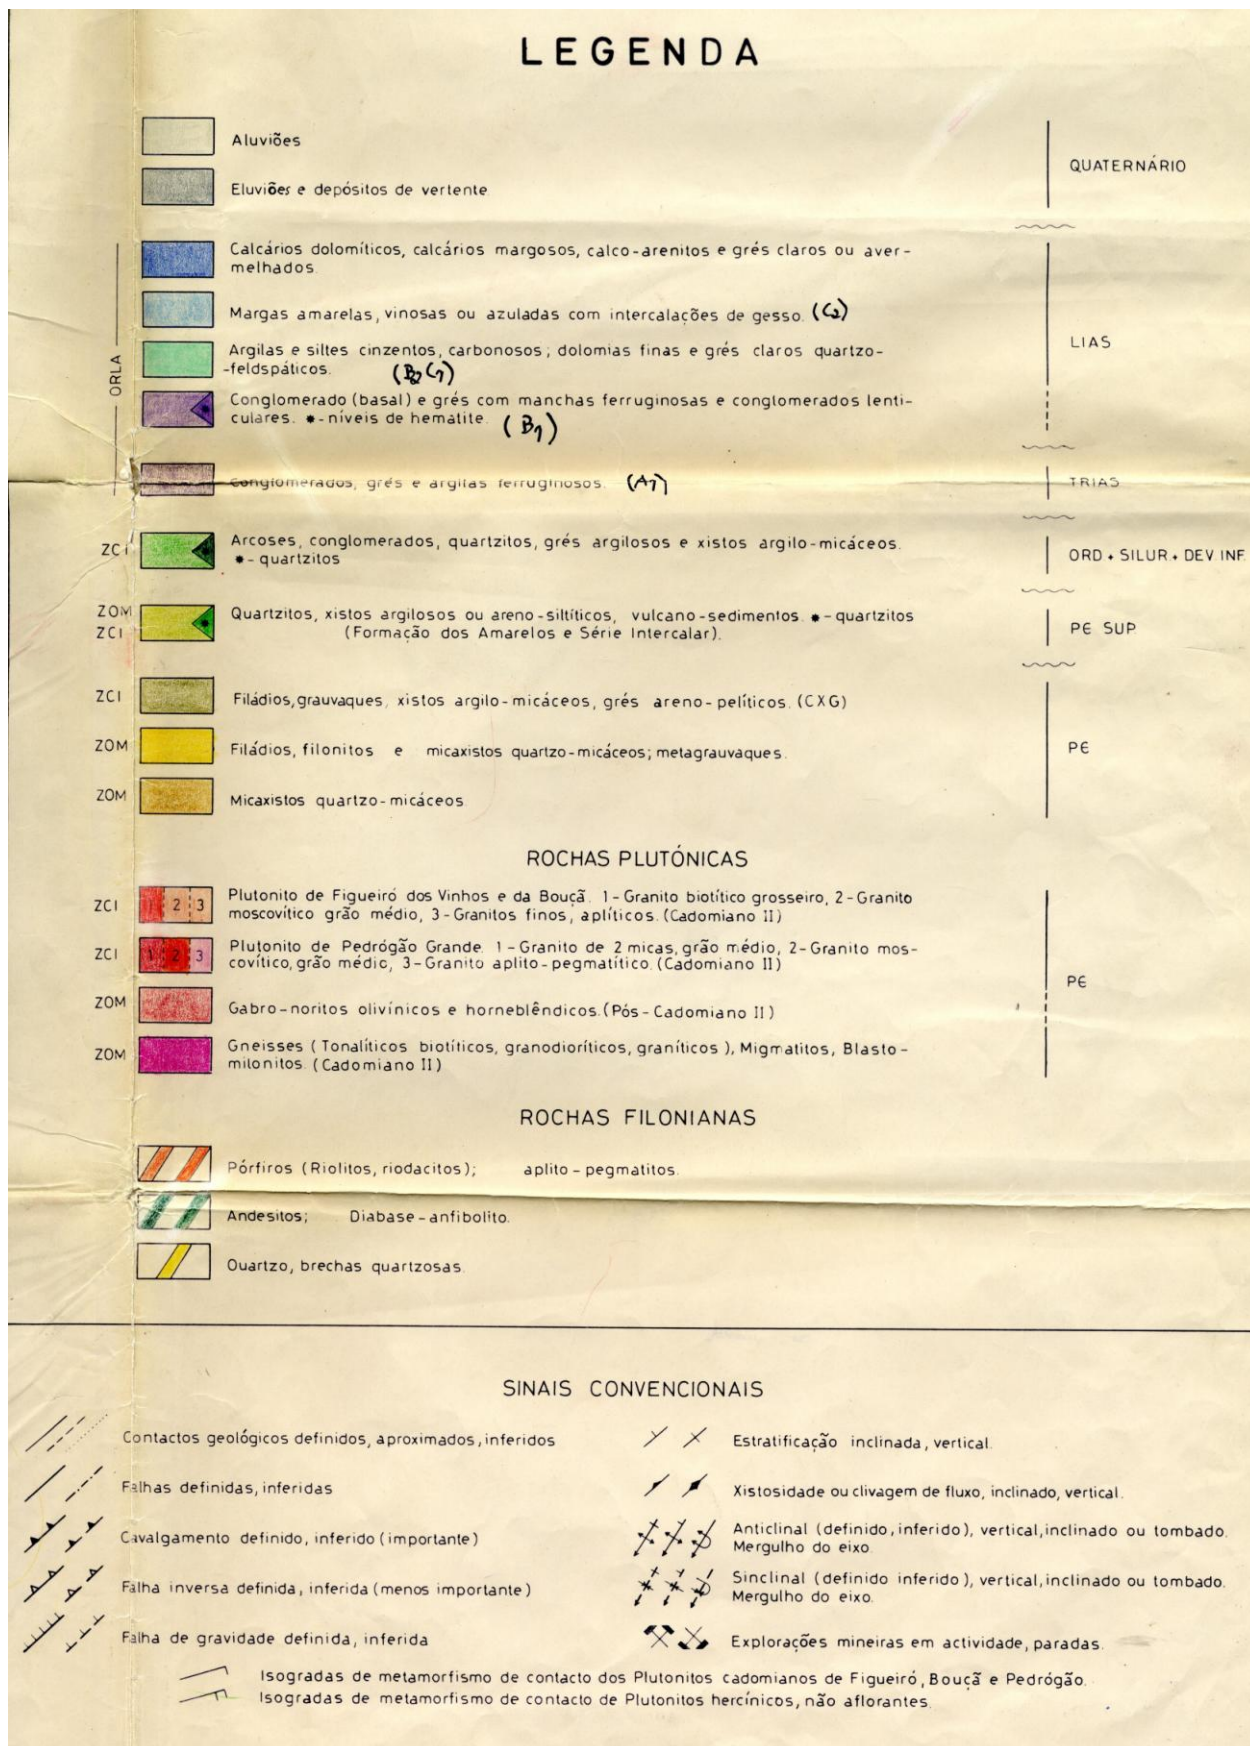 LEGENDA
Aluviões
QUATERNÁRIO
Eluviões e depósitos de vertente
Calcários dolomíticos, calcários margosos, calco-arenitos e grés claros ou aver-
melhados.
Margas amarelas, vinosas ou azuladas com intercalações de gesso. (C2)
LIAS
Argilas e siltes cinzentos, carbonosos; dolomias finas e grés claros quartzo-
-feldspáticos. (B2C1)
ORLA
Conglomerado (basal) e grés com manchas ferruginosas e conglomerados lenti-
culares. *-níveis de hematite. (B1)
Conglomerados, grés e argilas ferruginosos. (A1)
TRIAS
ZCI
Arcoses, conglomerados, quartzitos, grés argilosos e xistos argilo-micáceos.
*-quartzitos
ORD + SILUR + DEV. INF.
ZOM
ZCI
Quartzitos, xistos argilosos ou areno-siltíticos, vulcano-sedimentos. *-quartzitos
(Formação dos Amarelos e Série Intercalar).
PЄ SUP.
ZCI
Filádios, grauvaques, xistos argilo-micáceos, grés areno-pelíticos. (CXG)
ZOM
Filádios, filonitos e micaxistos quartzo-micáceos; metagrauvaques.
PЄ
ZOM
Micaxistos quartzo-micáceos
ROCHAS PLUTÓNICAS
ZCI
1 2 3
Plutonito de Figueiró dos Vinhos e da Bouçã. 1-Granito biotítico grosseiro, 2-Granito
moscovítico grão médio, 3-Granitos finos, aplíticos. (Cadomiano II)
ZCI
1 2 3
Plutonito de Pedrógão Grande. 1-Granito de 2 micas, grão médio, 2-Granito mos-
covítico, grão médio, 3-Granito aplito-pegmatítico. (Cadomiano II)
PЄ
ZOM
Gabro-noritos olivínicos e horneblêndicos. (Pós-Cadomiano II)
ZOM
Gneisses (Tonalíticos biotíticos, granodioríticos, graníticos), Migmatitos, Blasto-
milonitos. (Cadomiano II)
ROCHAS FILONIANAS
Pórfiros (Riolitos, riodacitos); aplito-pegmatitos.
Andesitos; Diabase-anfibolito.
Quartzo, brechas quartzosas.
SINAIS CONVENCIONAIS
Contactos geológicos definidos, aproximados, inferidos
Estratificação inclinada, vertical.
Falhas definidas, inferidas
Xistosidade ou clivagem de fluxo, inclinado, vertical.
Cavalgamento definido, inferido (importante)
Anticlinal (definido, inferido), vertical, inclinado ou tombado.
Mergulho do eixo.
Falha inversa definida, inferida (menos importante)
Sinclinal (definido inferido), vertical, inclinado ou tombado.
Mergulho do eixo.
Falha de gravidade definida, inferida
Explorações mineiras em actividade, paradas.
Isogradas de metamorfismo de contacto dos Plutonitos cadomianos de Figueiró, Bouçã e Pedrógão.
Isogradas de metamorfismo de contacto de Plutonitos hercínicos, não aflorantes.